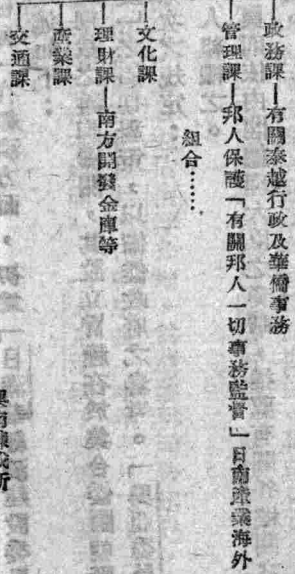 政務課—有關泰越行政及華僑事務
管理課—邦人保護「有關邦人一切事務監督」日南產業海外
組合……
文化課
理財課—南方開發金庫等
產業課
交通課